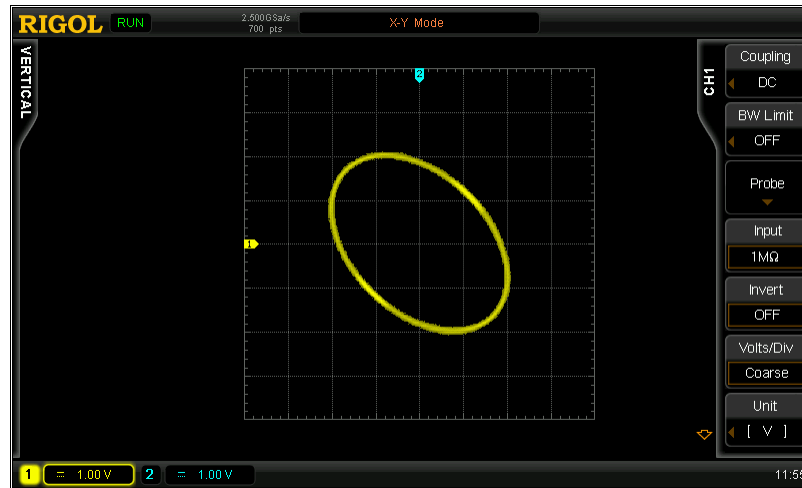 RIGOL RUN 2.500GSa/s X-Y Mode
700 pts
VERTICAL
2
CH1
Coupling
DC
BW Limit
OFF
Probe
Input
1MΩ
Invert
OFF
Volts/Div
Coarse
Unit
[ V ]
1
1 = 1.00 V 2 = 1.00 V 11:55